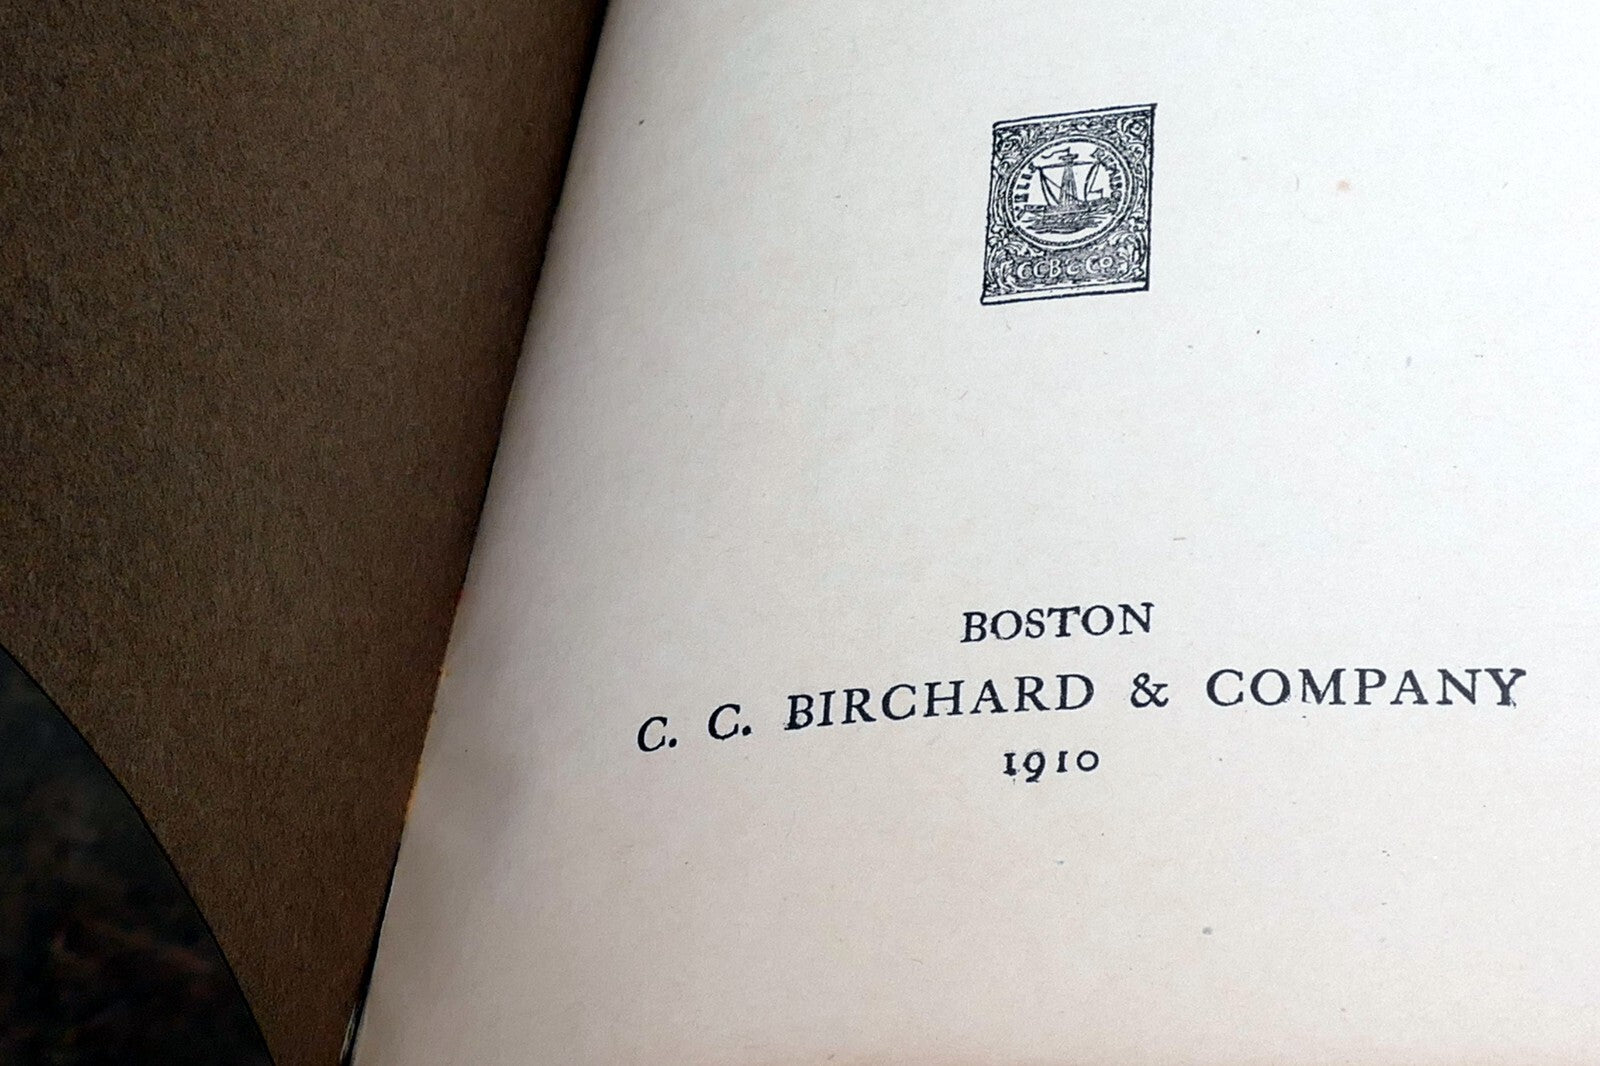 CCB & CO
BOSTON
C. C. BIRCHARD & COMPANY
1910